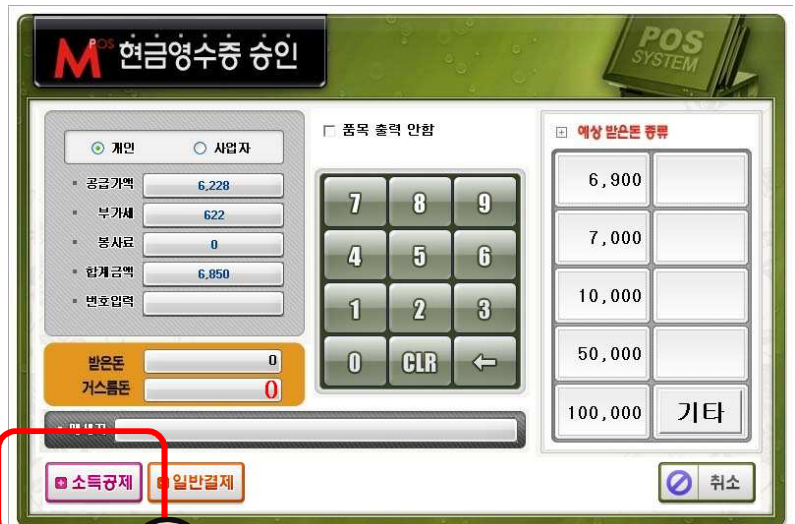 MPOS 현금영수증 승인
POS
SYSTEM
개인 사업자
공급가액 6,228
부가세 622
봉사료 0
합계금액 6,850
번호입력
받은돈 0
거스름돈 0
품목 출력 안함
7 8 9
4 5 6
1 2 3
0 CLR ←
예상 받은돈 종류
6,900
7,000
10,000
50,000
100,000 기타
소득공제 일반결제 취소